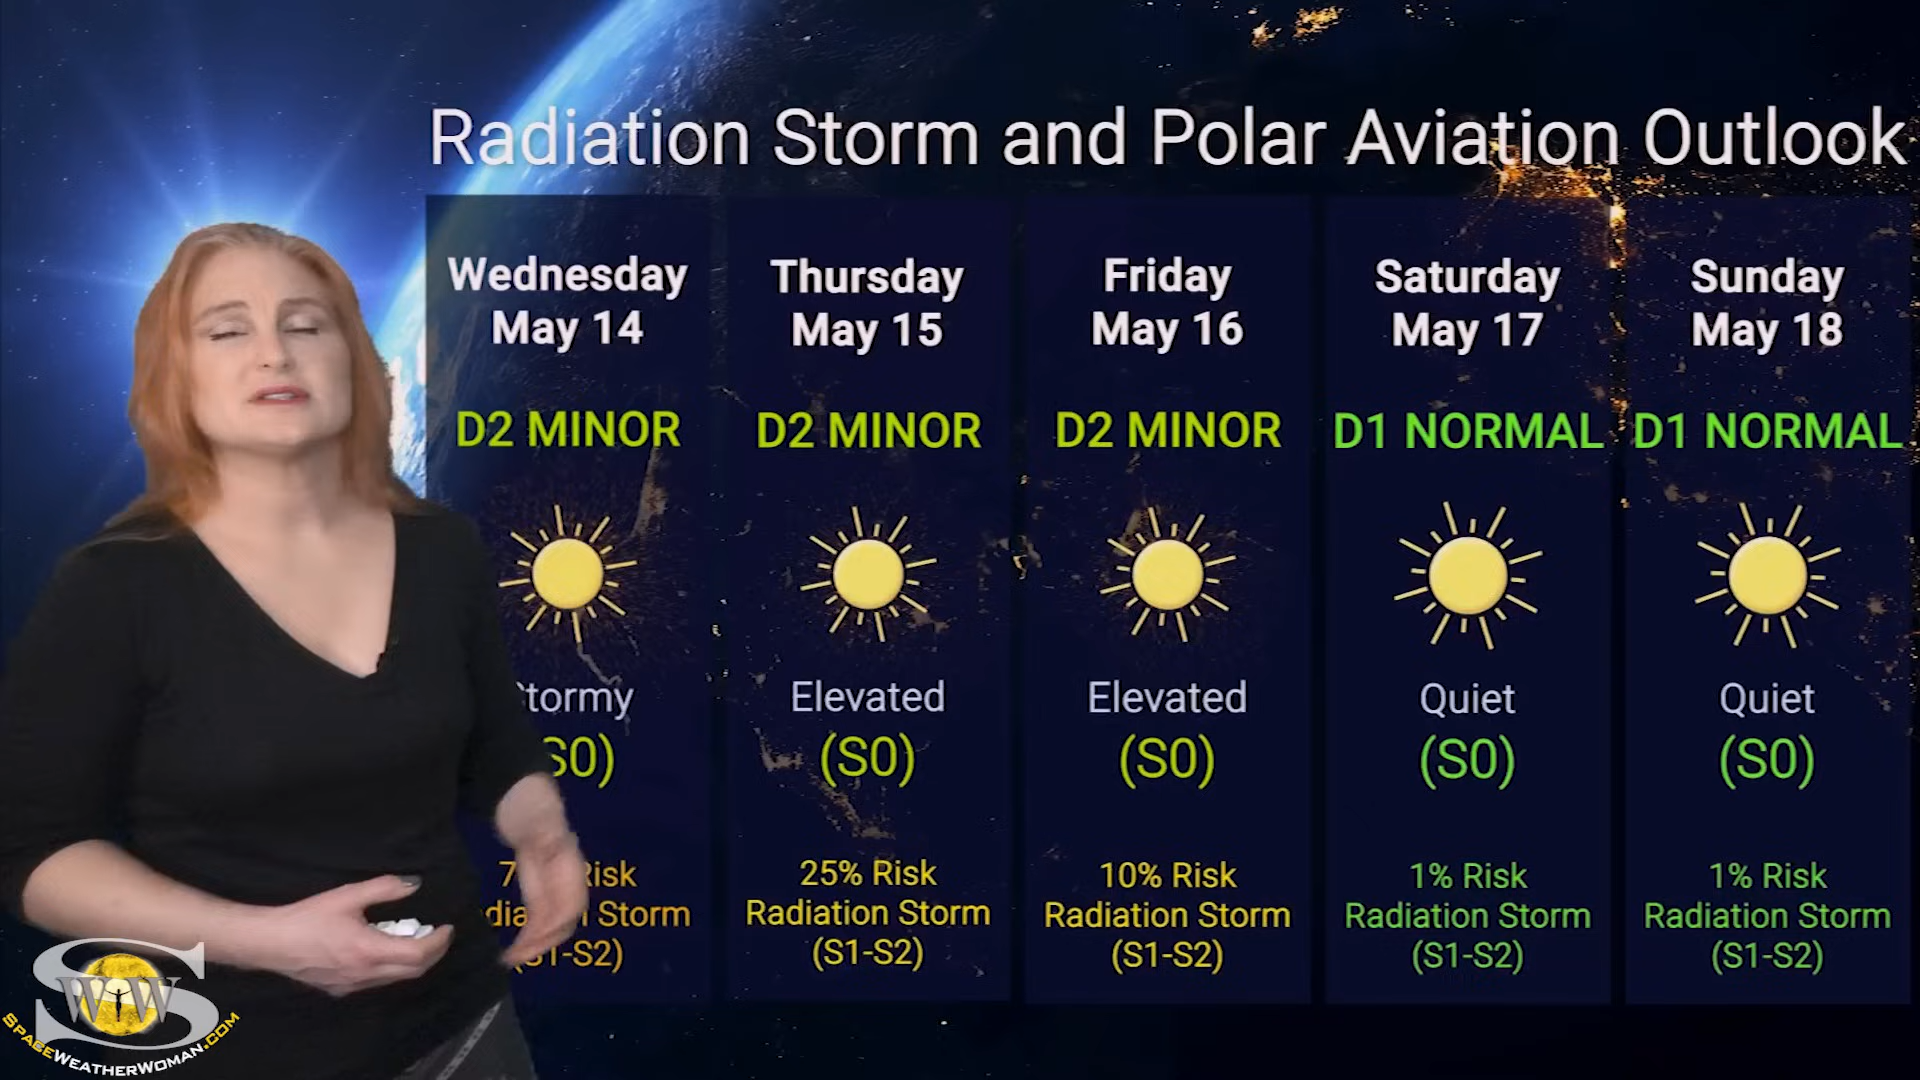 Radiation Storm and Polar Aviation Outlook
Wednesday
May 14
D2 MINOR
Thursday
May 15
D2 MINOR
Elevated
(S0)
25% Risk
Radiation Storm
(S1-S2)
Friday
May 16
D2 MINOR
Elevated
(S0)
10% Risk
Radiation Storm
(S1-S2)
Saturday
May 17
D1 NORMAL
Quiet
(S0)
1% Risk
Radiation Storm
(S1-S2)
Sunday
May 18
D1 NORMAL
Quiet
(S0)
1% Risk
Radiation Storm
(S1-S2)
Storm
SWW
SPACEWEATHERWOMAN.COM